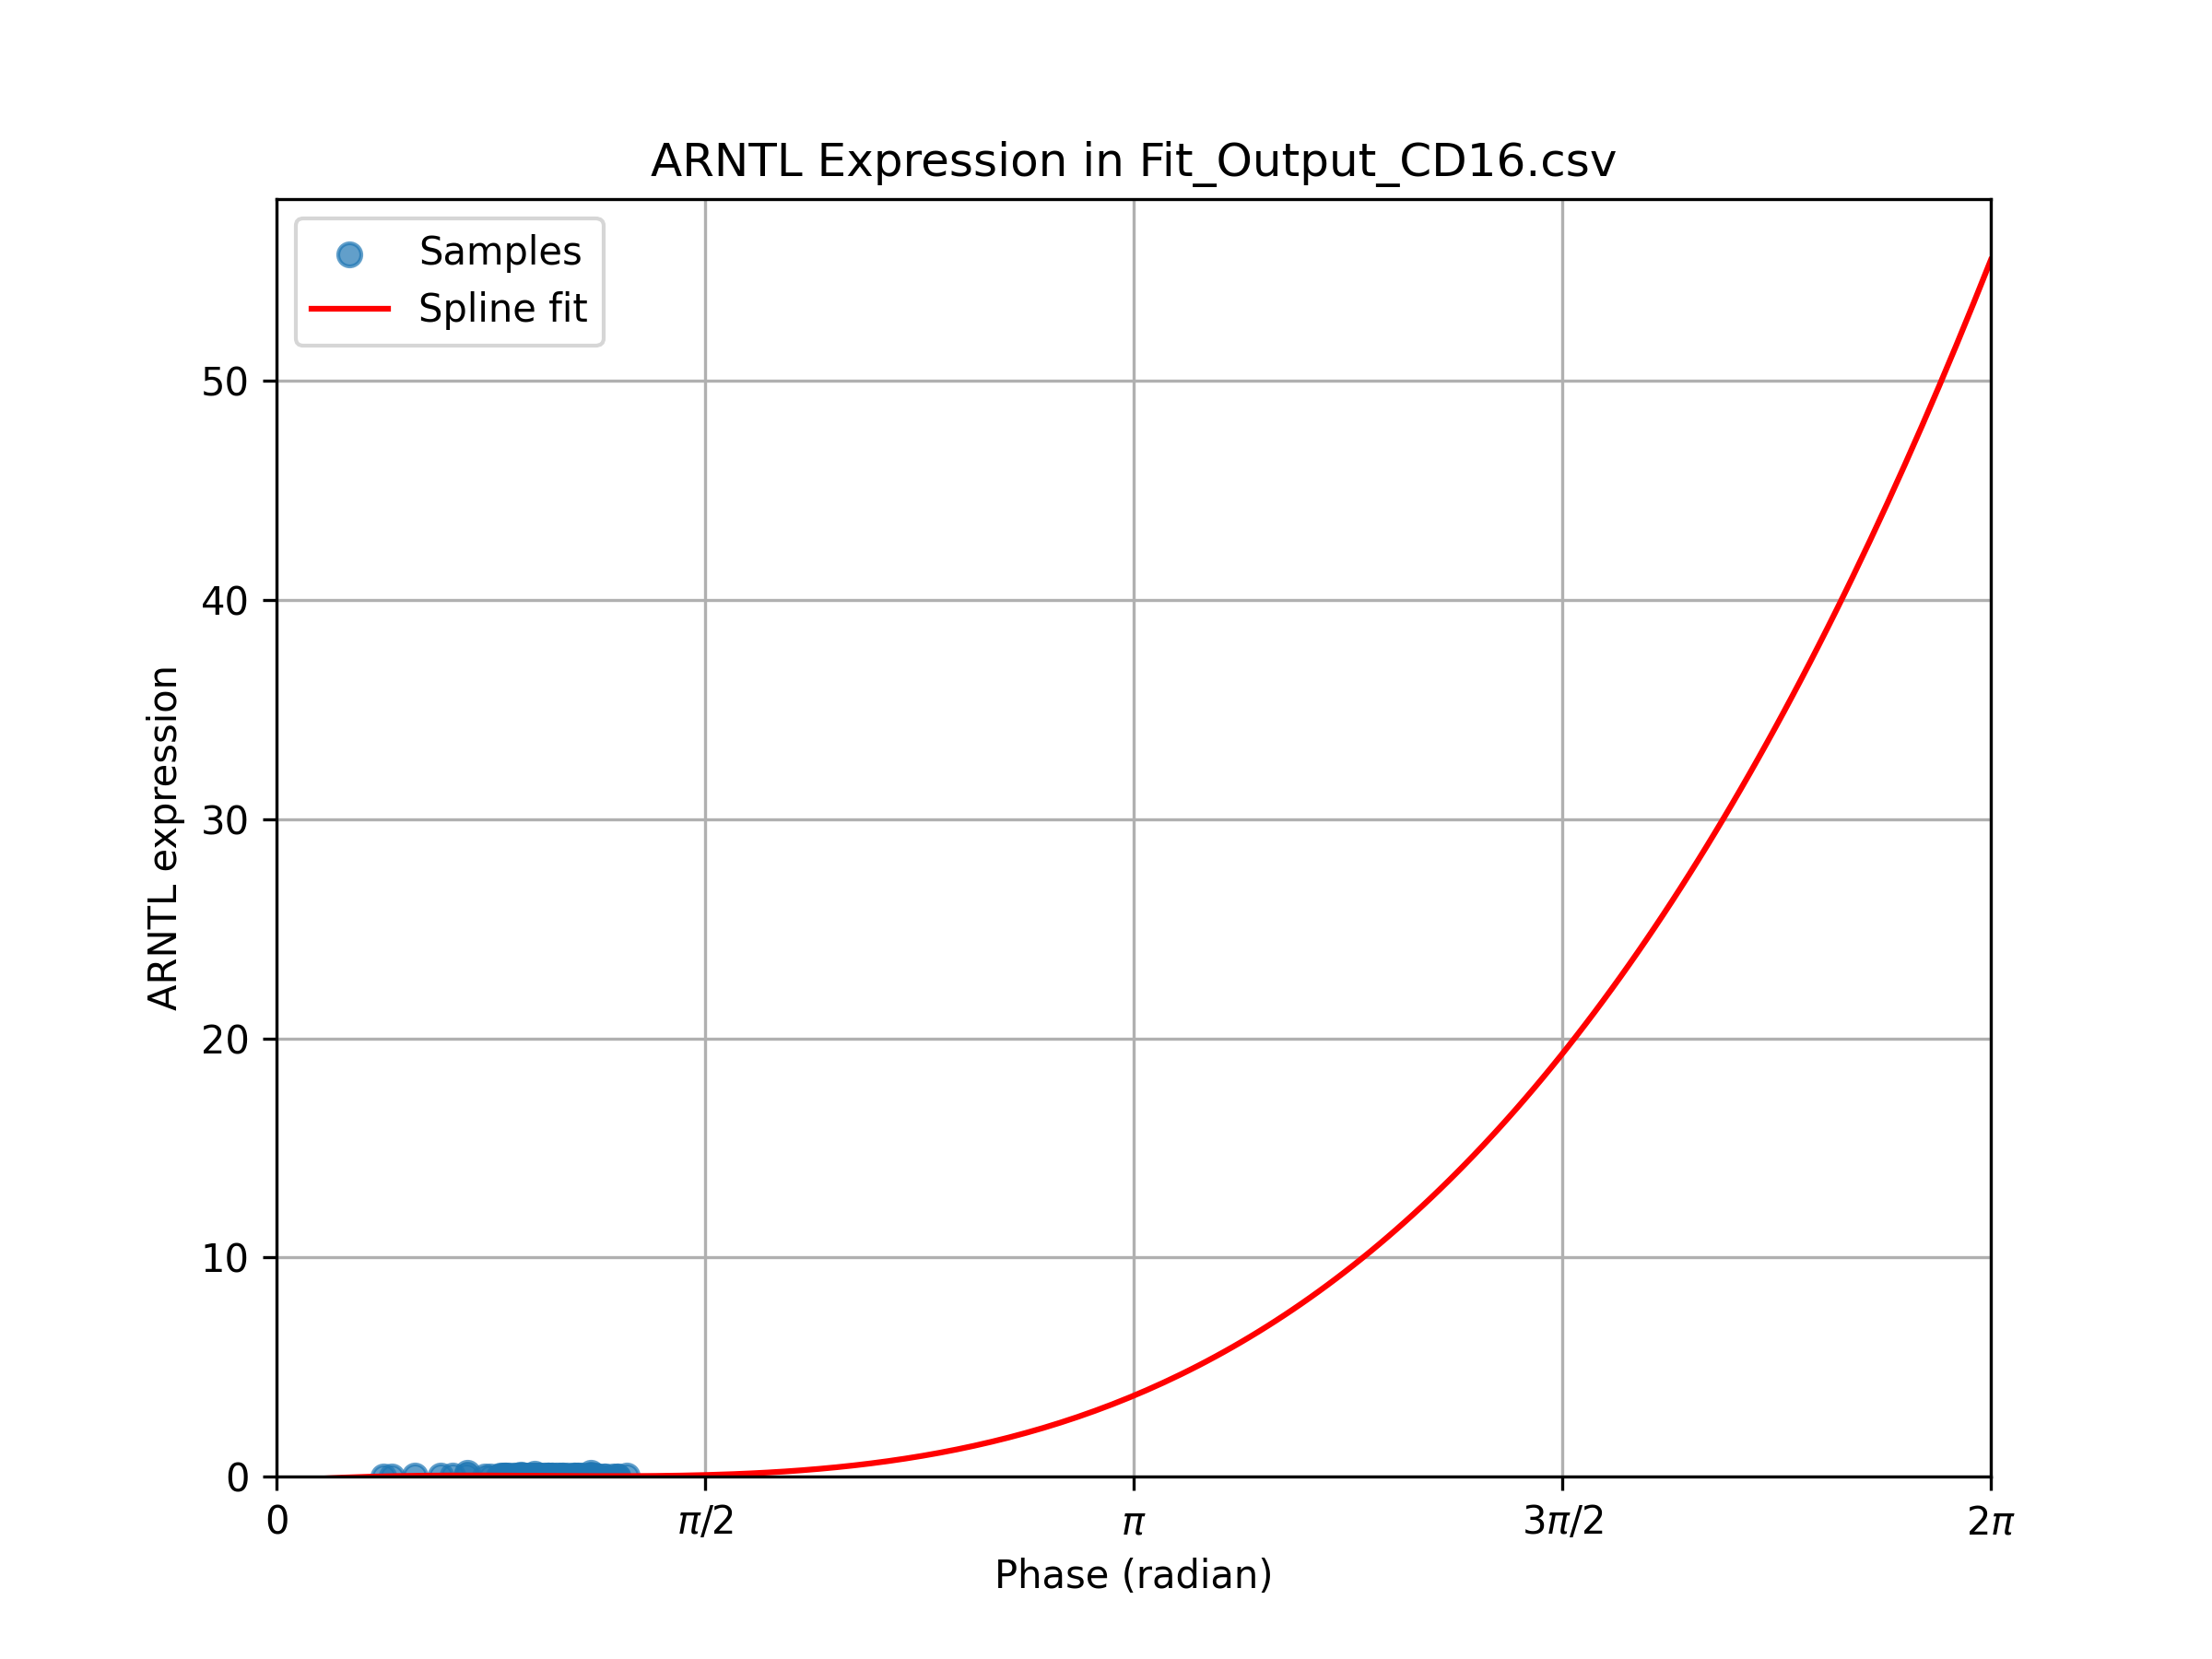 ARNTL Expression in Fit_Output_CD16.csv
Samples
Spline fit
50
40
30
20
10
0
ARNTL expression
0 π/2 π 3π/2 2π
Phase (radian)